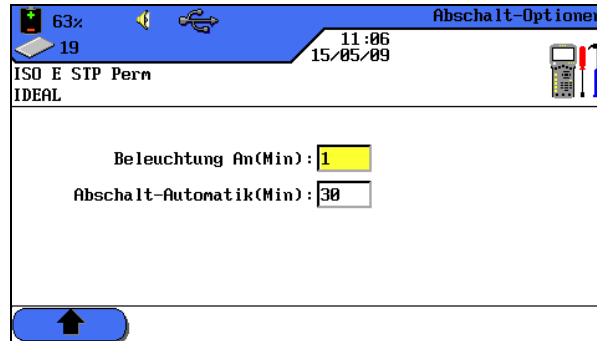 63% Abschalt-Optionen
19 11:06
15/05/09
ISO E STP Perm
IDEAL
Beleuchtung An(Min): 1
Abschalt-Automatik(Min): 30